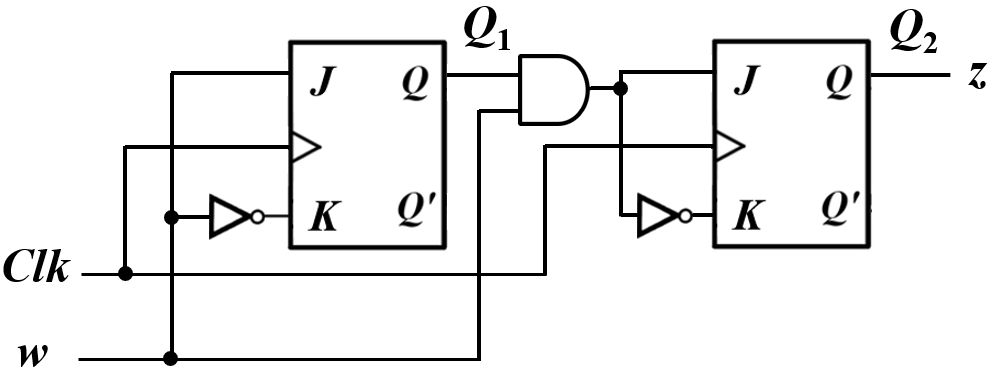 Q1 Q2
J Q J Q z
K Q' K Q'
Clk
w